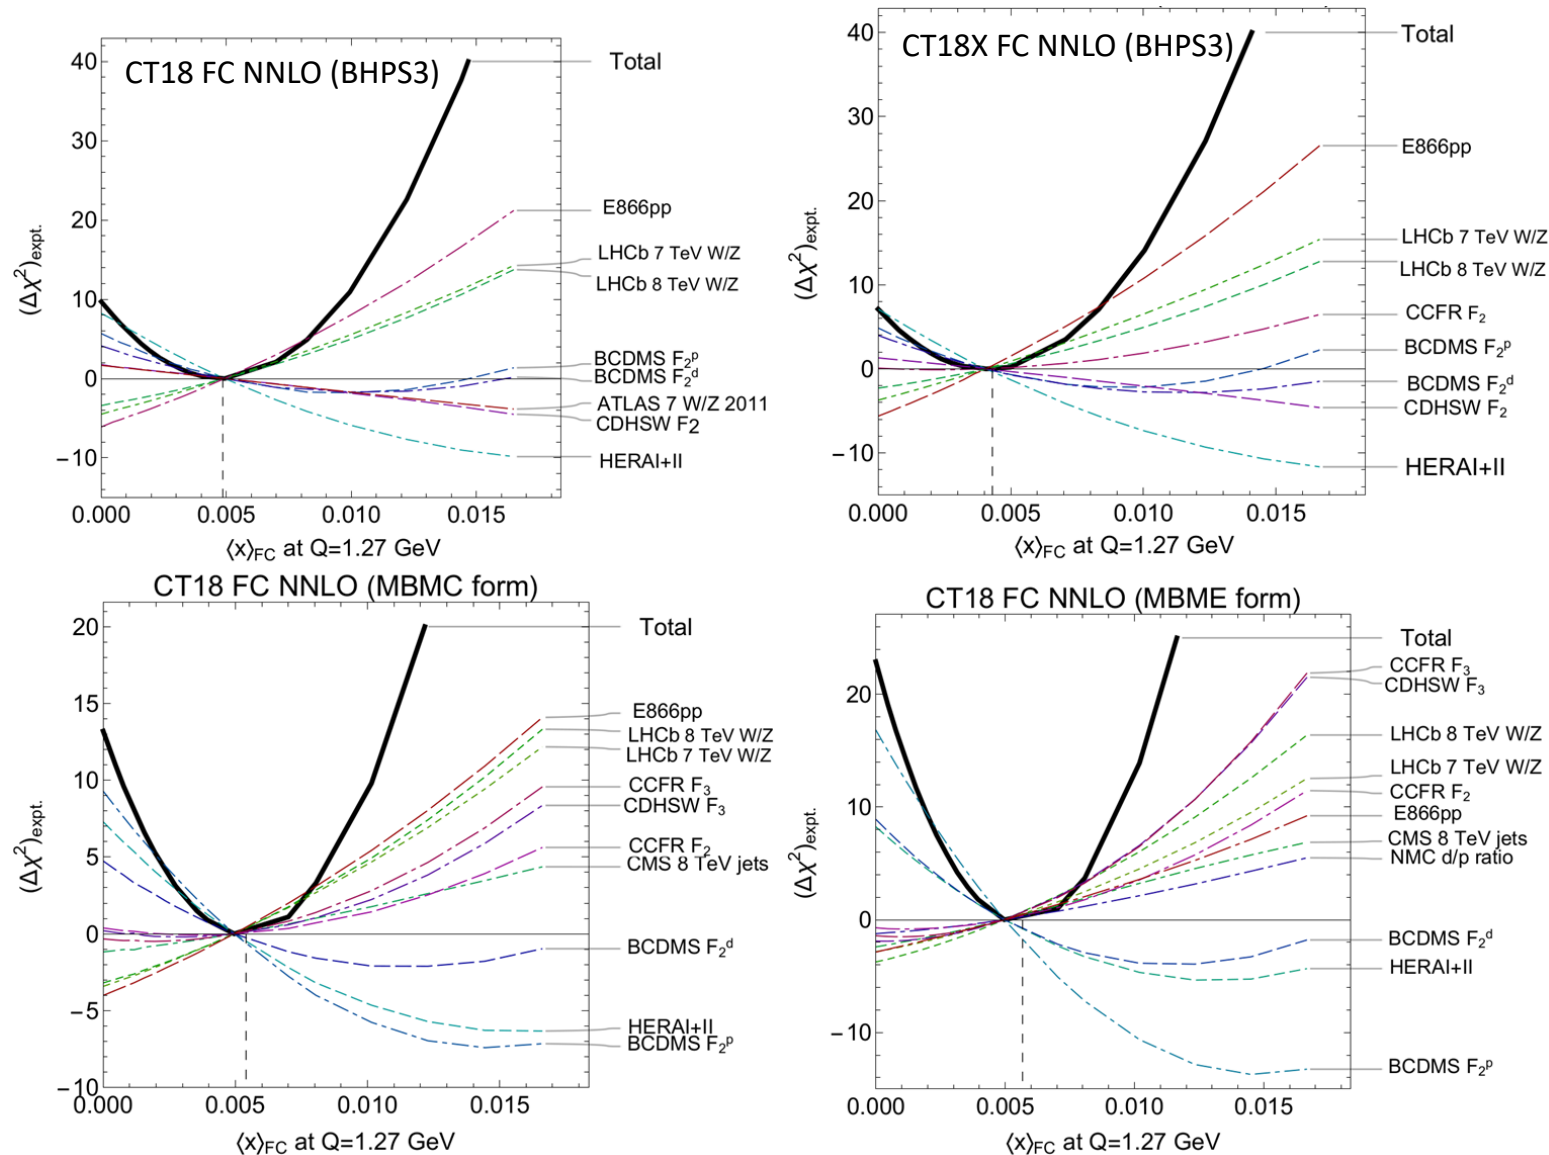 CT18 FC NNLO (BHPS3)
40
30
20
10
0
−10
(Δχ²)expt.
Total
E866pp
LHCb 7 TeV W/Z
LHCb 8 TeV W/Z
BCDMS F₂ᵖ
BCDMS F₂ᵈ
ATLAS 7 W/Z 2011
CDHSW F2
HERAI+II
0.000 0.005 0.010 0.015
⟨x⟩FC at Q=1.27 GeV
CT18X FC NNLO (BHPS3)
40
30
20
10
0
−10
(Δχ²)expt.
Total
E866pp
LHCb 7 TeV W/Z
LHCb 8 TeV W/Z
CCFR F₂
BCDMS F₂ᵖ
BCDMS F₂ᵈ
CDHSW F₂
HERAI+II
0.000 0.005 0.010 0.015
⟨x⟩FC at Q=1.27 GeV
CT18 FC NNLO (MBMC form)
20
15
10
5
0
−5
−10
(Δχ²)expt.
Total
E866pp
LHCb 8 TeV W/Z
LHCb 7 TeV W/Z
CCFR F₃
CDHSW F₃
CCFR F₂
CMS 8 TeV jets
BCDMS F₂ᵈ
HERAI+II
BCDMS F₂ᵖ
0.000 0.005 0.010 0.015
⟨x⟩FC at Q=1.27 GeV
CT18 FC NNLO (MBME form)
20
10
0
−10
(Δχ²)expt.
Total
CCFR F₃
CDHSW F₃
LHCb 8 TeV W/Z
LHCb 7 TeV W/Z
CCFR F₂
E866pp
CMS 8 TeV jets
NMC d/p ratio
BCDMS F₂ᵈ
HERAI+II
BCDMS F₂ᵖ
0.000 0.005 0.010 0.015
⟨x⟩FC at Q=1.27 GeV